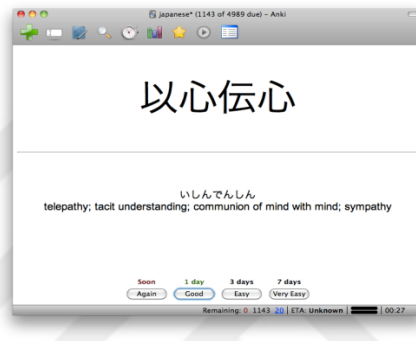 japanese* (1143 of 4989 due) - Anki
以心伝心
いしんでんしん
telepathy; tacit understanding; communion of mind with mind; sympathy
Soon 1 day 3 days 7 days
Again Good Easy Very Easy
Remaining: 0 1143 20 | ETA: Unknown | 00:27